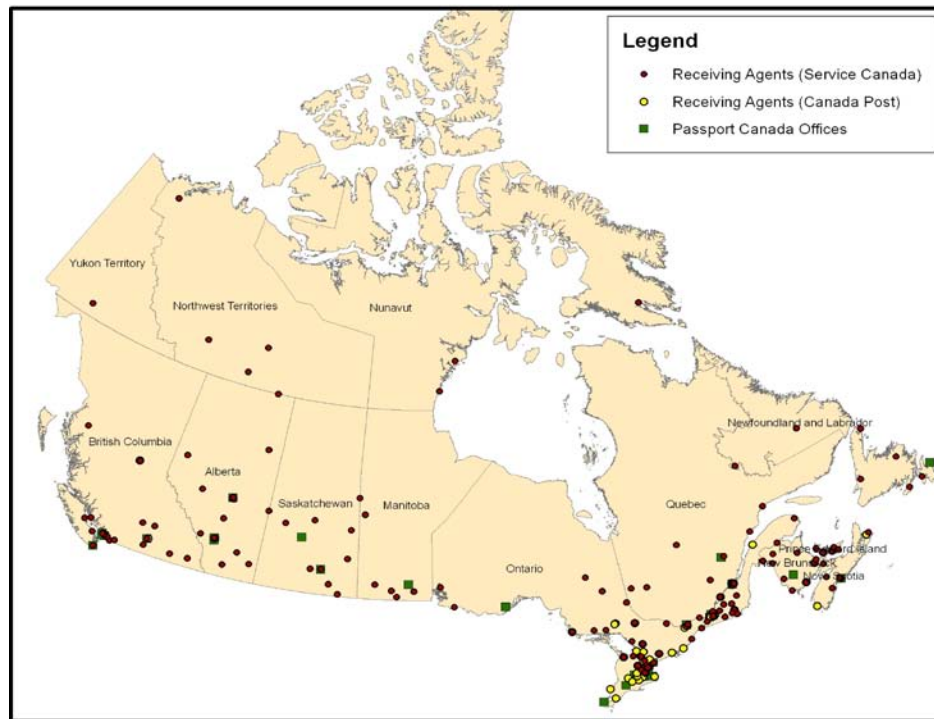 Legend
Receiving Agents (Service Canada)
Receiving Agents (Canada Post)
Passport Canada Offices
Yukon Territory
Northwest Territories
Nunavut
British Columbia
Alberta
Saskatchewan
Manitoba
Ontario
Quebec
Newfoundland and Labrador
Prince Edward Island
New Brunswick
Nova Scotia